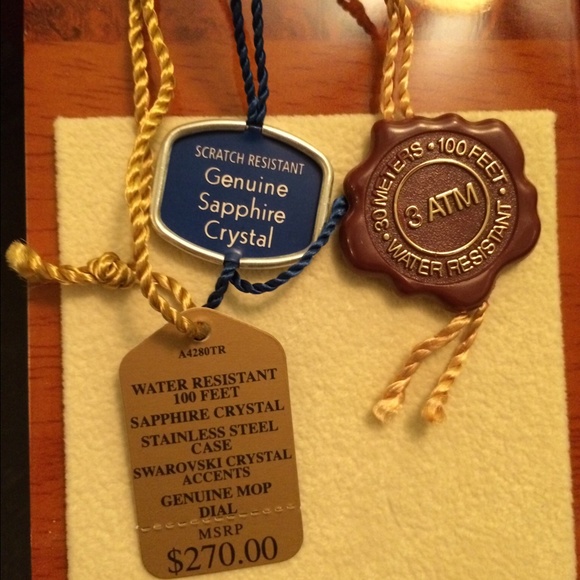 SCRATCH RESISTANT
Genuine
Sapphire
Crystal
30 METERS • 100 FEET •
3 ATM
• WATER RESISTANT
A4280TR
WATER RESISTANT
100 FEET
SAPPHIRE CRYSTAL
STAINLESS STEEL
CASE
SWAROVSKI CRYSTAL
ACCENTS
GENUINE MOP
DIAL
MSRP
$270.00